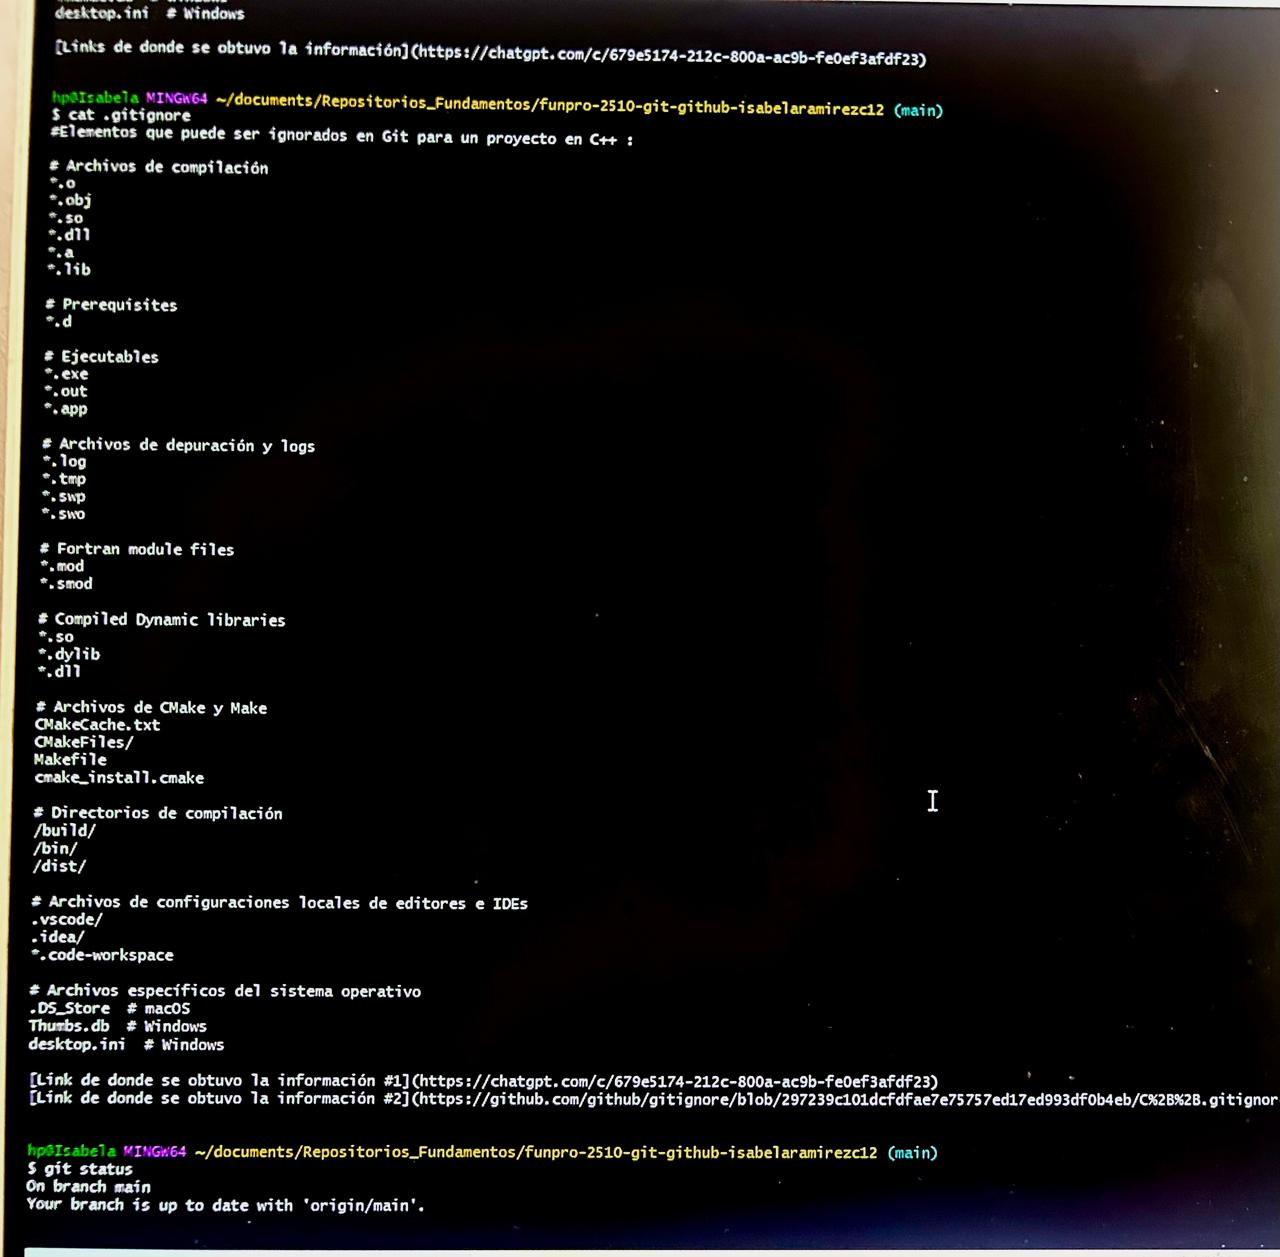 desktop.ini  # Windows
[Links de donde se obtuvo la información](https://chatgpt.com/c/679e5174-212c-800a-ac9b-fe0ef3afdf23)
hp@Isabela MINGW64 ~/documents/Repositorios_Fundamentos/funpro-2510-git-github-isabelaramirezc12 (main)
$ cat .gitignore
#Elementos que puede ser ignorados en Git para un proyecto en C++ :
# Archivos de compilación
*.o
*.obj
*.so
*.dll
*.a
*.lib
# Prerequisites
*.d
# Ejecutables
*.exe
*.out
*.app
# Archivos de depuración y logs
*.log
*.tmp
*.swp
*.swo
# Fortran module files
*.mod
*.smod
# Compiled Dynamic libraries
*.so
*.dylib
*.dll
# Archivos de CMake y Make
CMakeCache.txt
CMakeFiles/
Makefile
cmake_install.cmake
# Directorios de compilación
/build/
/bin/
/dist/
# Archivos de configuraciones locales de editores e IDEs
.vscode/
.idea/
*.code-workspace
# Archivos específicos del sistema operativo
.DS_Store  # macOS
Thumbs.db  # Windows
desktop.ini  # Windows
[Link de donde se obtuvo la información #1](https://chatgpt.com/c/679e5174-212c-800a-ac9b-fe0ef3afdf23)
[Link de donde se obtuvo la información #2](https://github.com/github/gitignore/blob/297239c101dcfdfae7e75757ed17ed993df0b4eb/C%2B%2B.gitignor
hp@Isabela MINGW64 ~/documents/Repositorios_Fundamentos/funpro-2510-git-github-isabelaramirezc12 (main)
$ git status
On branch main
Your branch is up to date with 'origin/main'.